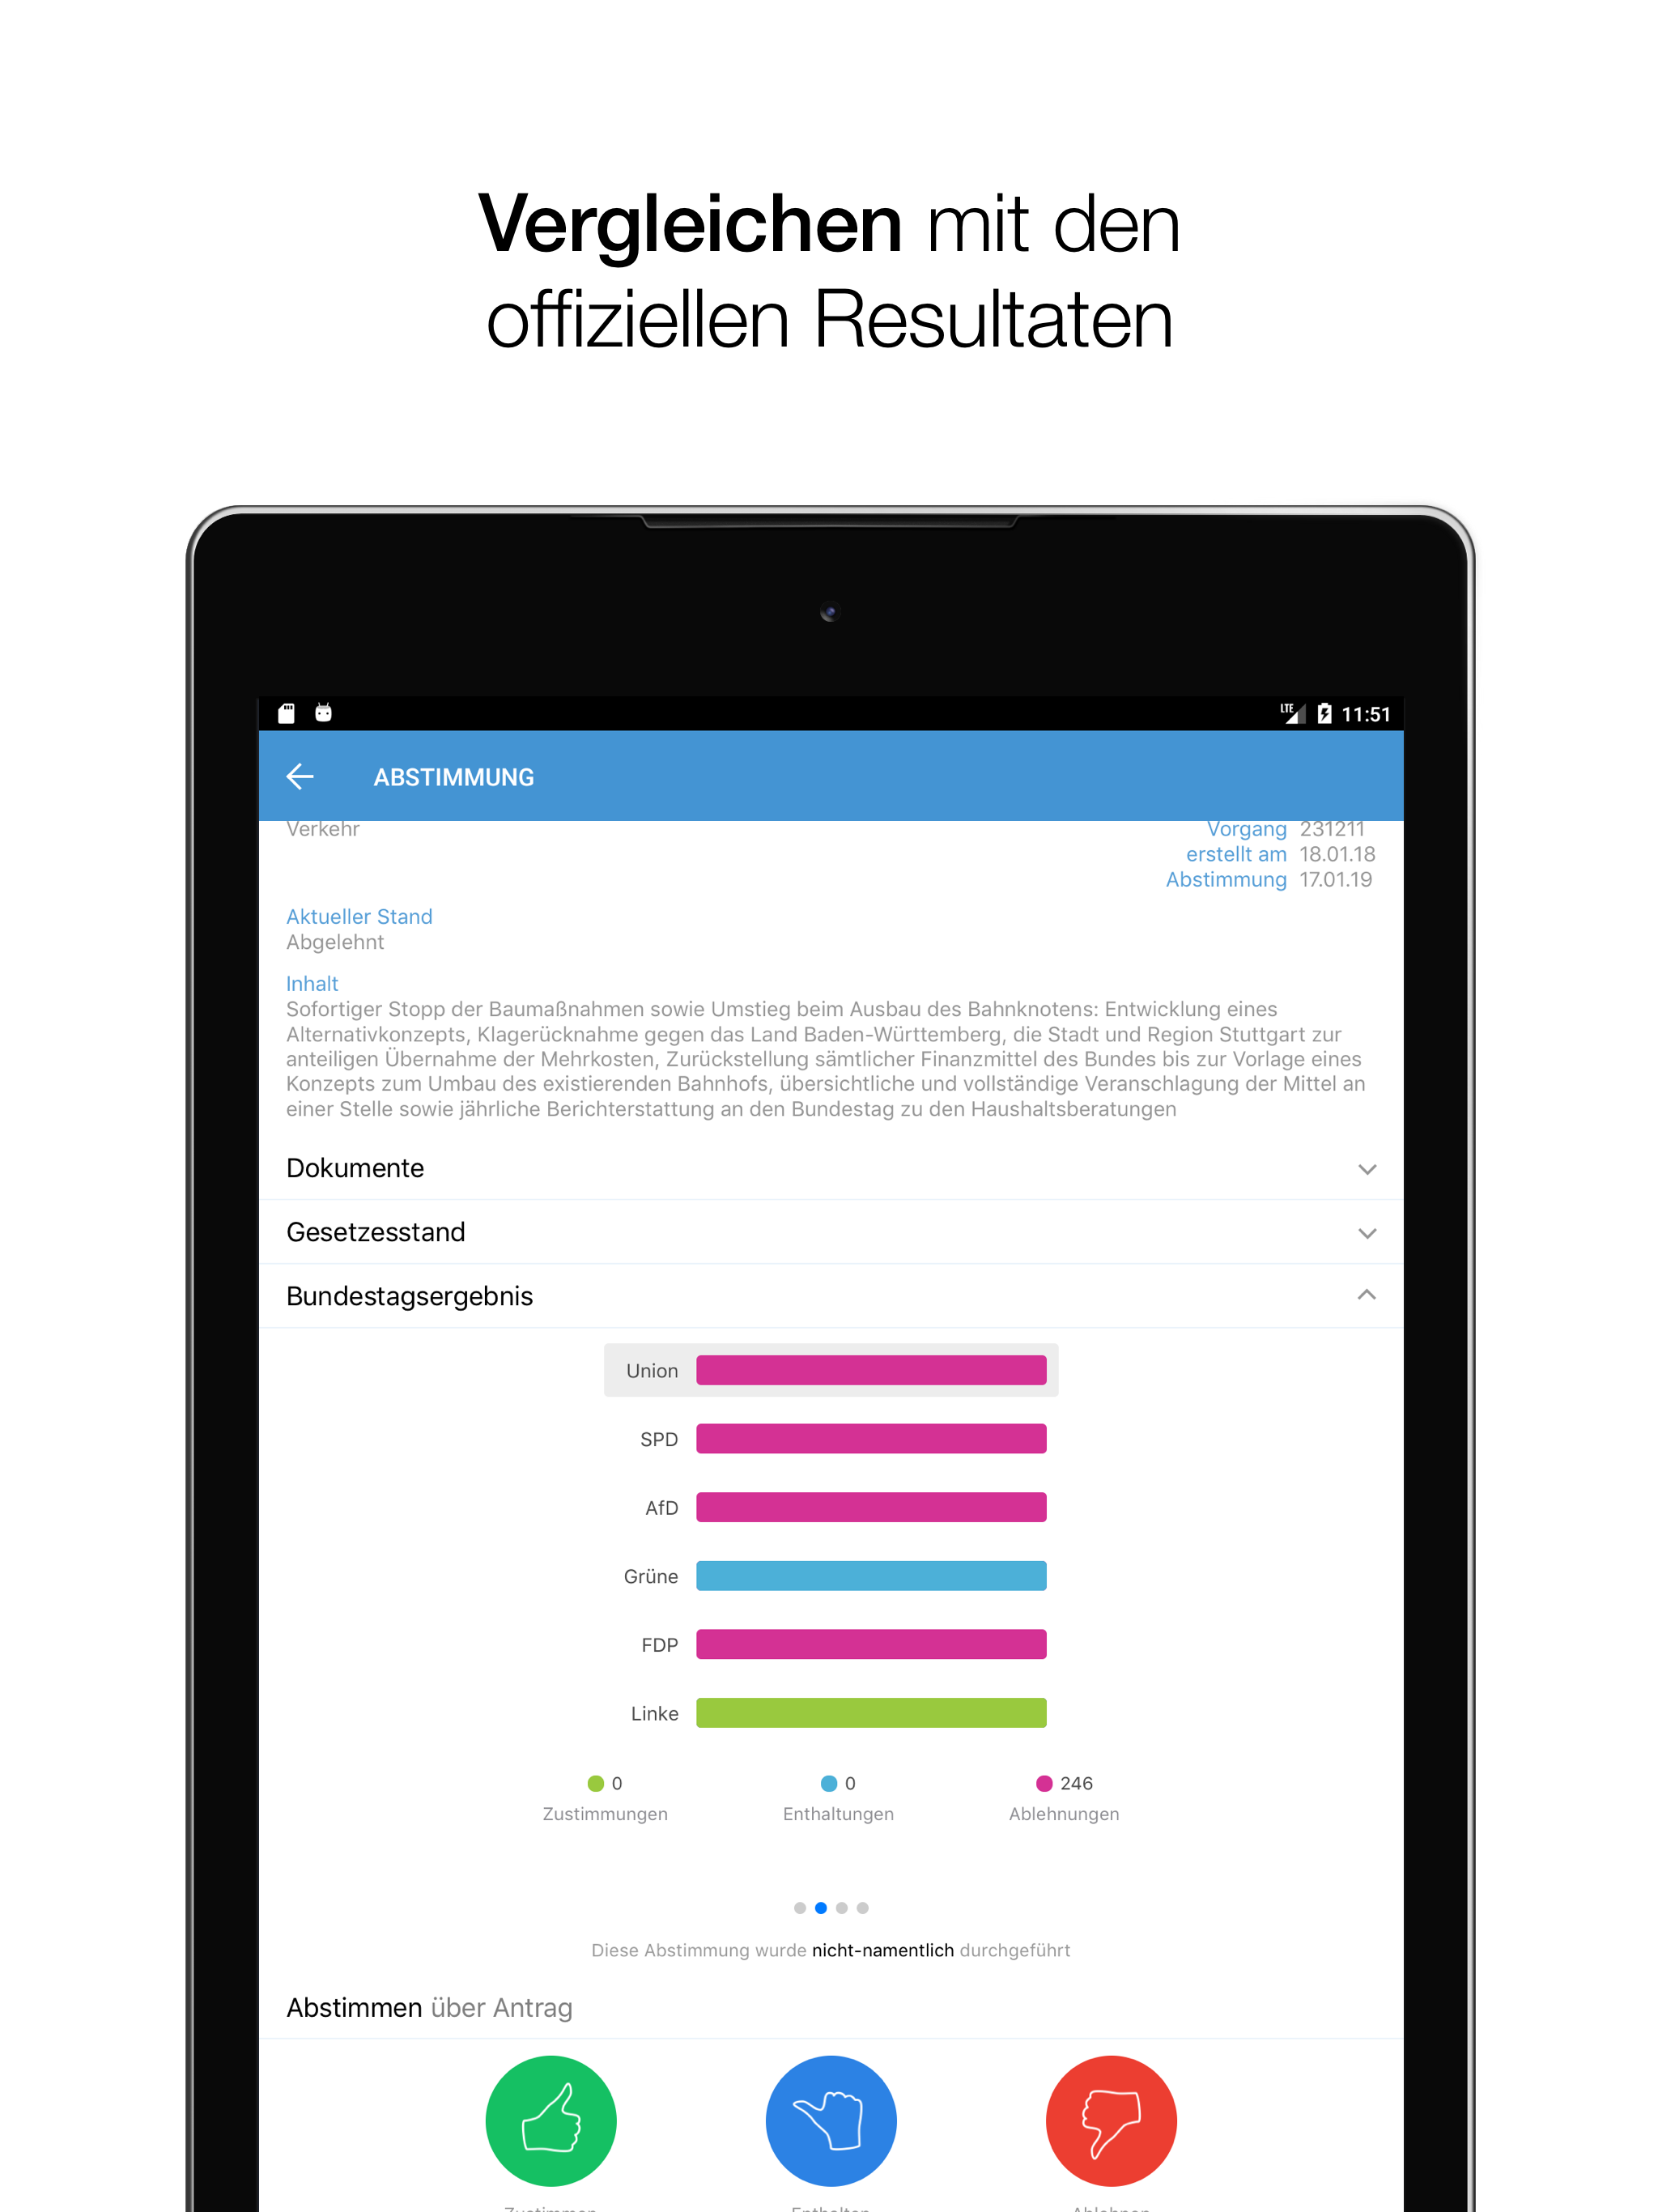 Vergleichen mit den
offiziellen Resultaten
LTE 11:51
ABSTIMMUNG
Verkehr
Vorgang 231211
erstellt am 18.01.18
Abstimmung 17.01.19
Aktueller Stand
Abgelehnt
Inhalt
Sofortiger Stopp der Baumaßnahmen sowie Umstieg beim Ausbau des Bahnknotens: Entwicklung eines
Alternativkonzepts, Klagerücknahme gegen das Land Baden-Württemberg, die Stadt und Region Stuttgart zur
anteiligen Übernahme der Mehrkosten, Zurückstellung sämtlicher Finanzmittel des Bundes bis zur Vorlage eines
Konzepts zum Umbau des existierenden Bahnhofs, übersichtliche und vollständige Veranschlagung der Mittel an
einer Stelle sowie jährliche Berichterstattung an den Bundestag zu den Haushaltsberatungen
Dokumente
Gesetzesstand
Bundestagsergebnis
Union
SPD
AfD
Grüne
FDP
Linke
0
Zustimmungen
0
Enthaltungen
246
Ablehnungen
Diese Abstimmung wurde nicht-namentlich durchgeführt
Abstimmen über Antrag
Zustimmen Enthalten Ablehnen